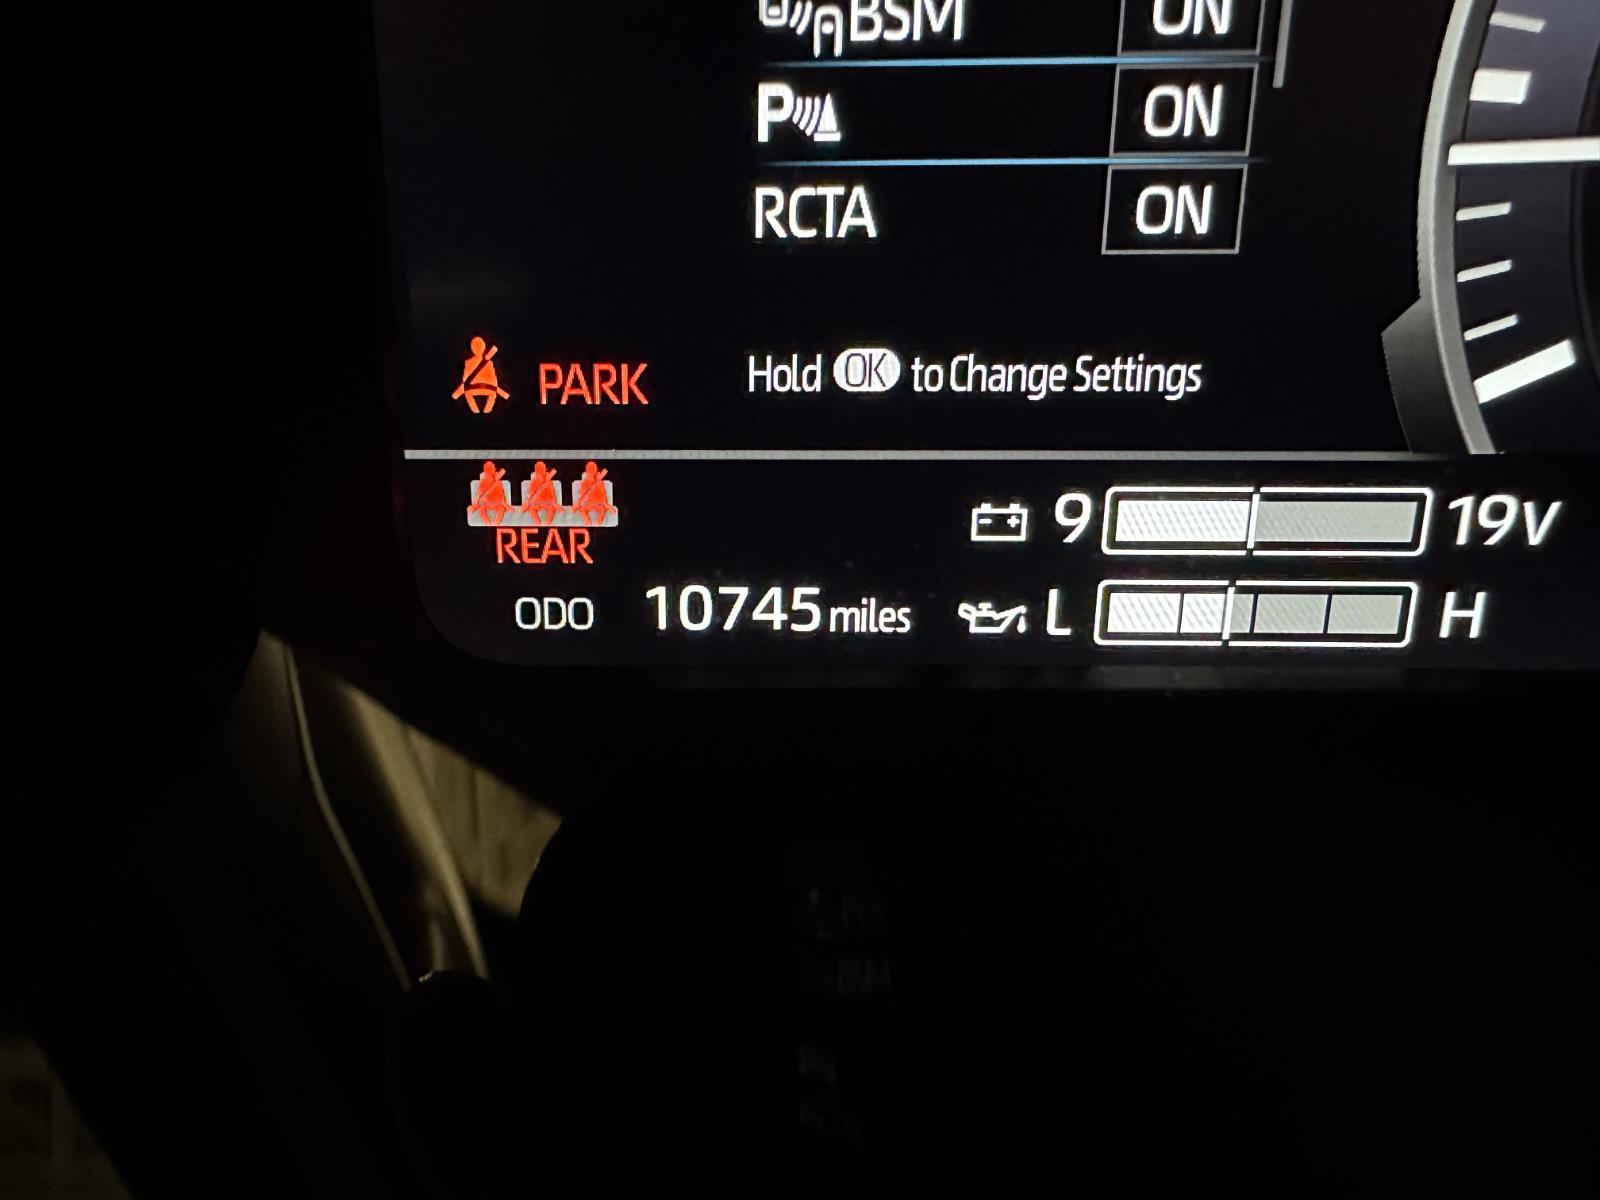 BSM ON
P ON
RCTA ON
PARK Hold OK to Change Settings
REAR
9 19V
ODO 10745 miles L H